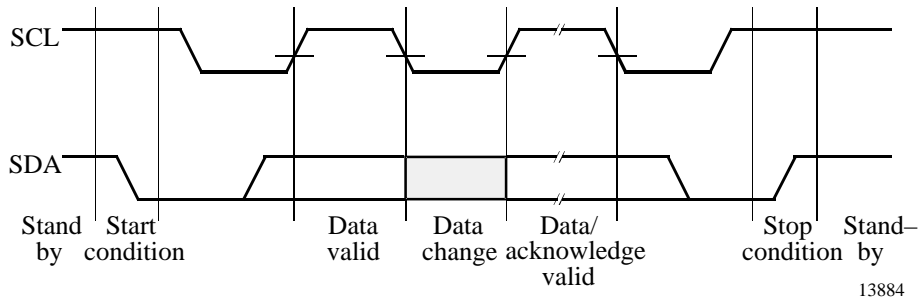 SCL
SDA
Stand
by
Start
condition
Data
valid
Data
change
Data/
acknowledge
valid
Stop
condition
Stand–
by
13884